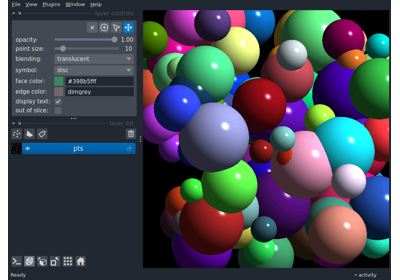 File View Plugins Window Help
layer controls
opacity: 1.00
point size: 10
blending: translucent
symbol: disc
face color: #398b5fff
edge color: dimgrey
display text:
out of slice:
layer list
pts
Ready
activity